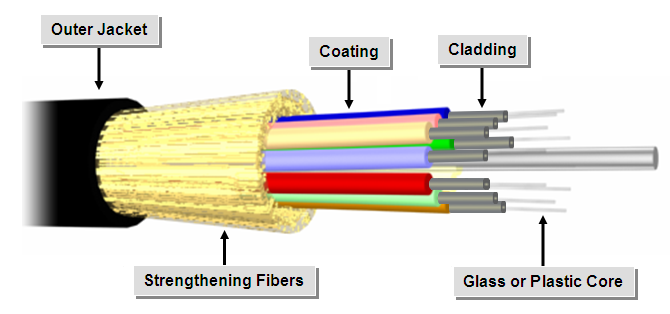 Outer Jacket
Coating
Cladding
Strengthening Fibers
Glass or Plastic Core